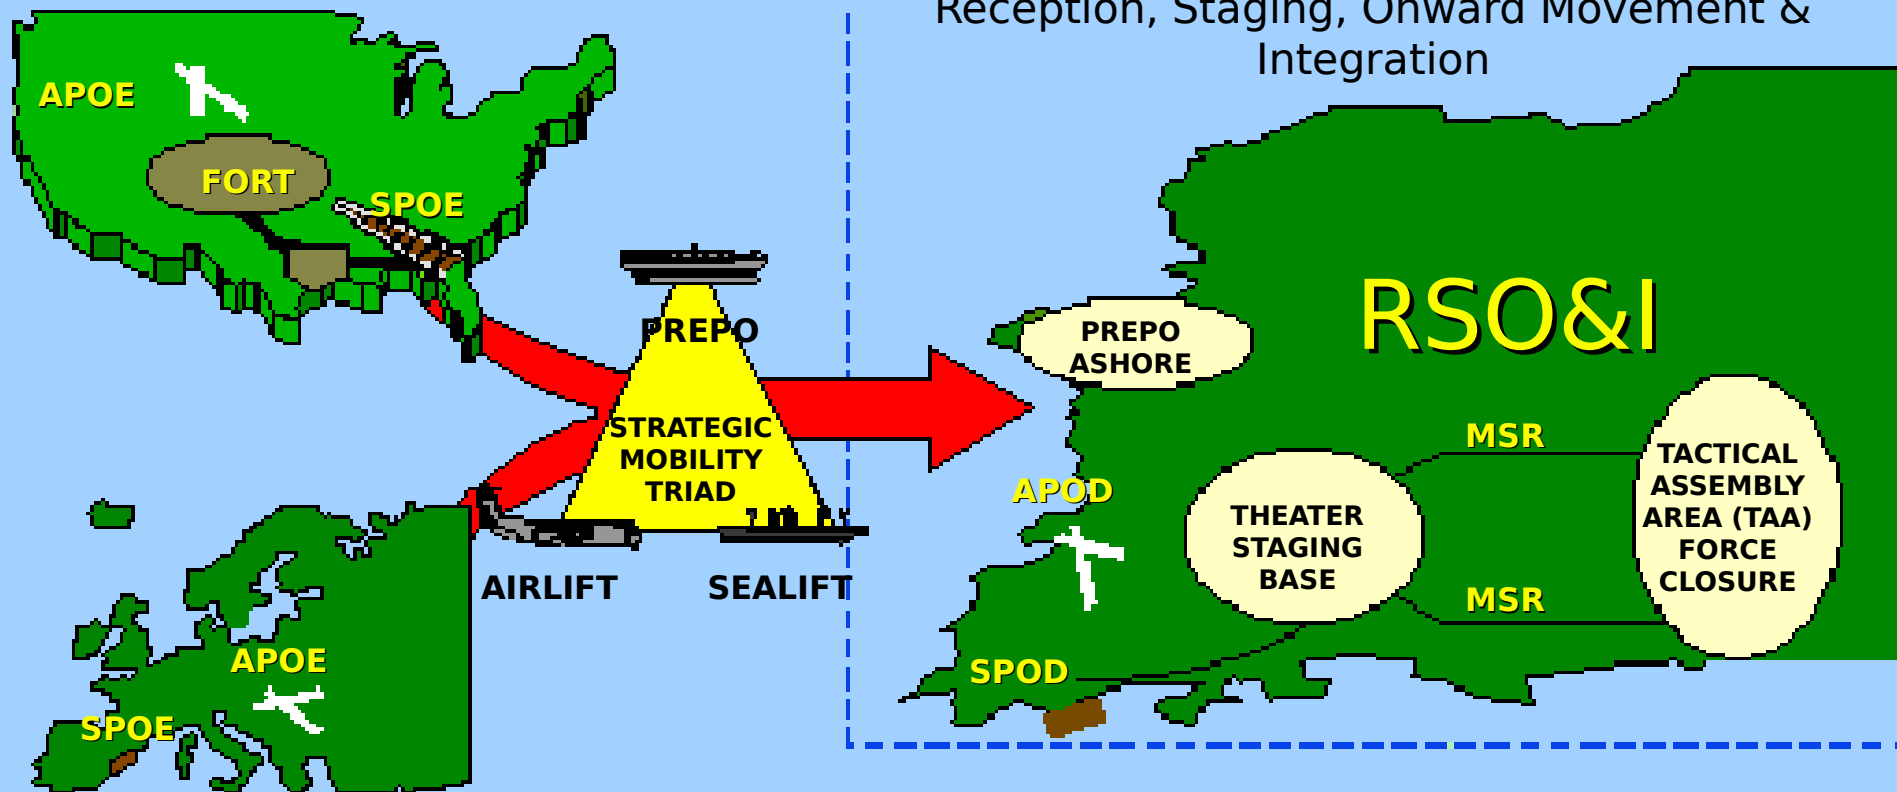 Reception, Staging, Onward Movement &
Integration
APOE
FORT
SPOE
PREPO
STRATEGIC
MOBILITY
TRIAD
AIRLIFT
SEALIFT
APOE
SPOE
RSO&I
PREPO
ASHORE
MSR
APOD
THEATER
STAGING
BASE
TACTICAL
ASSEMBLY
AREA (TAA)
FORCE
CLOSURE
MSR
SPOD